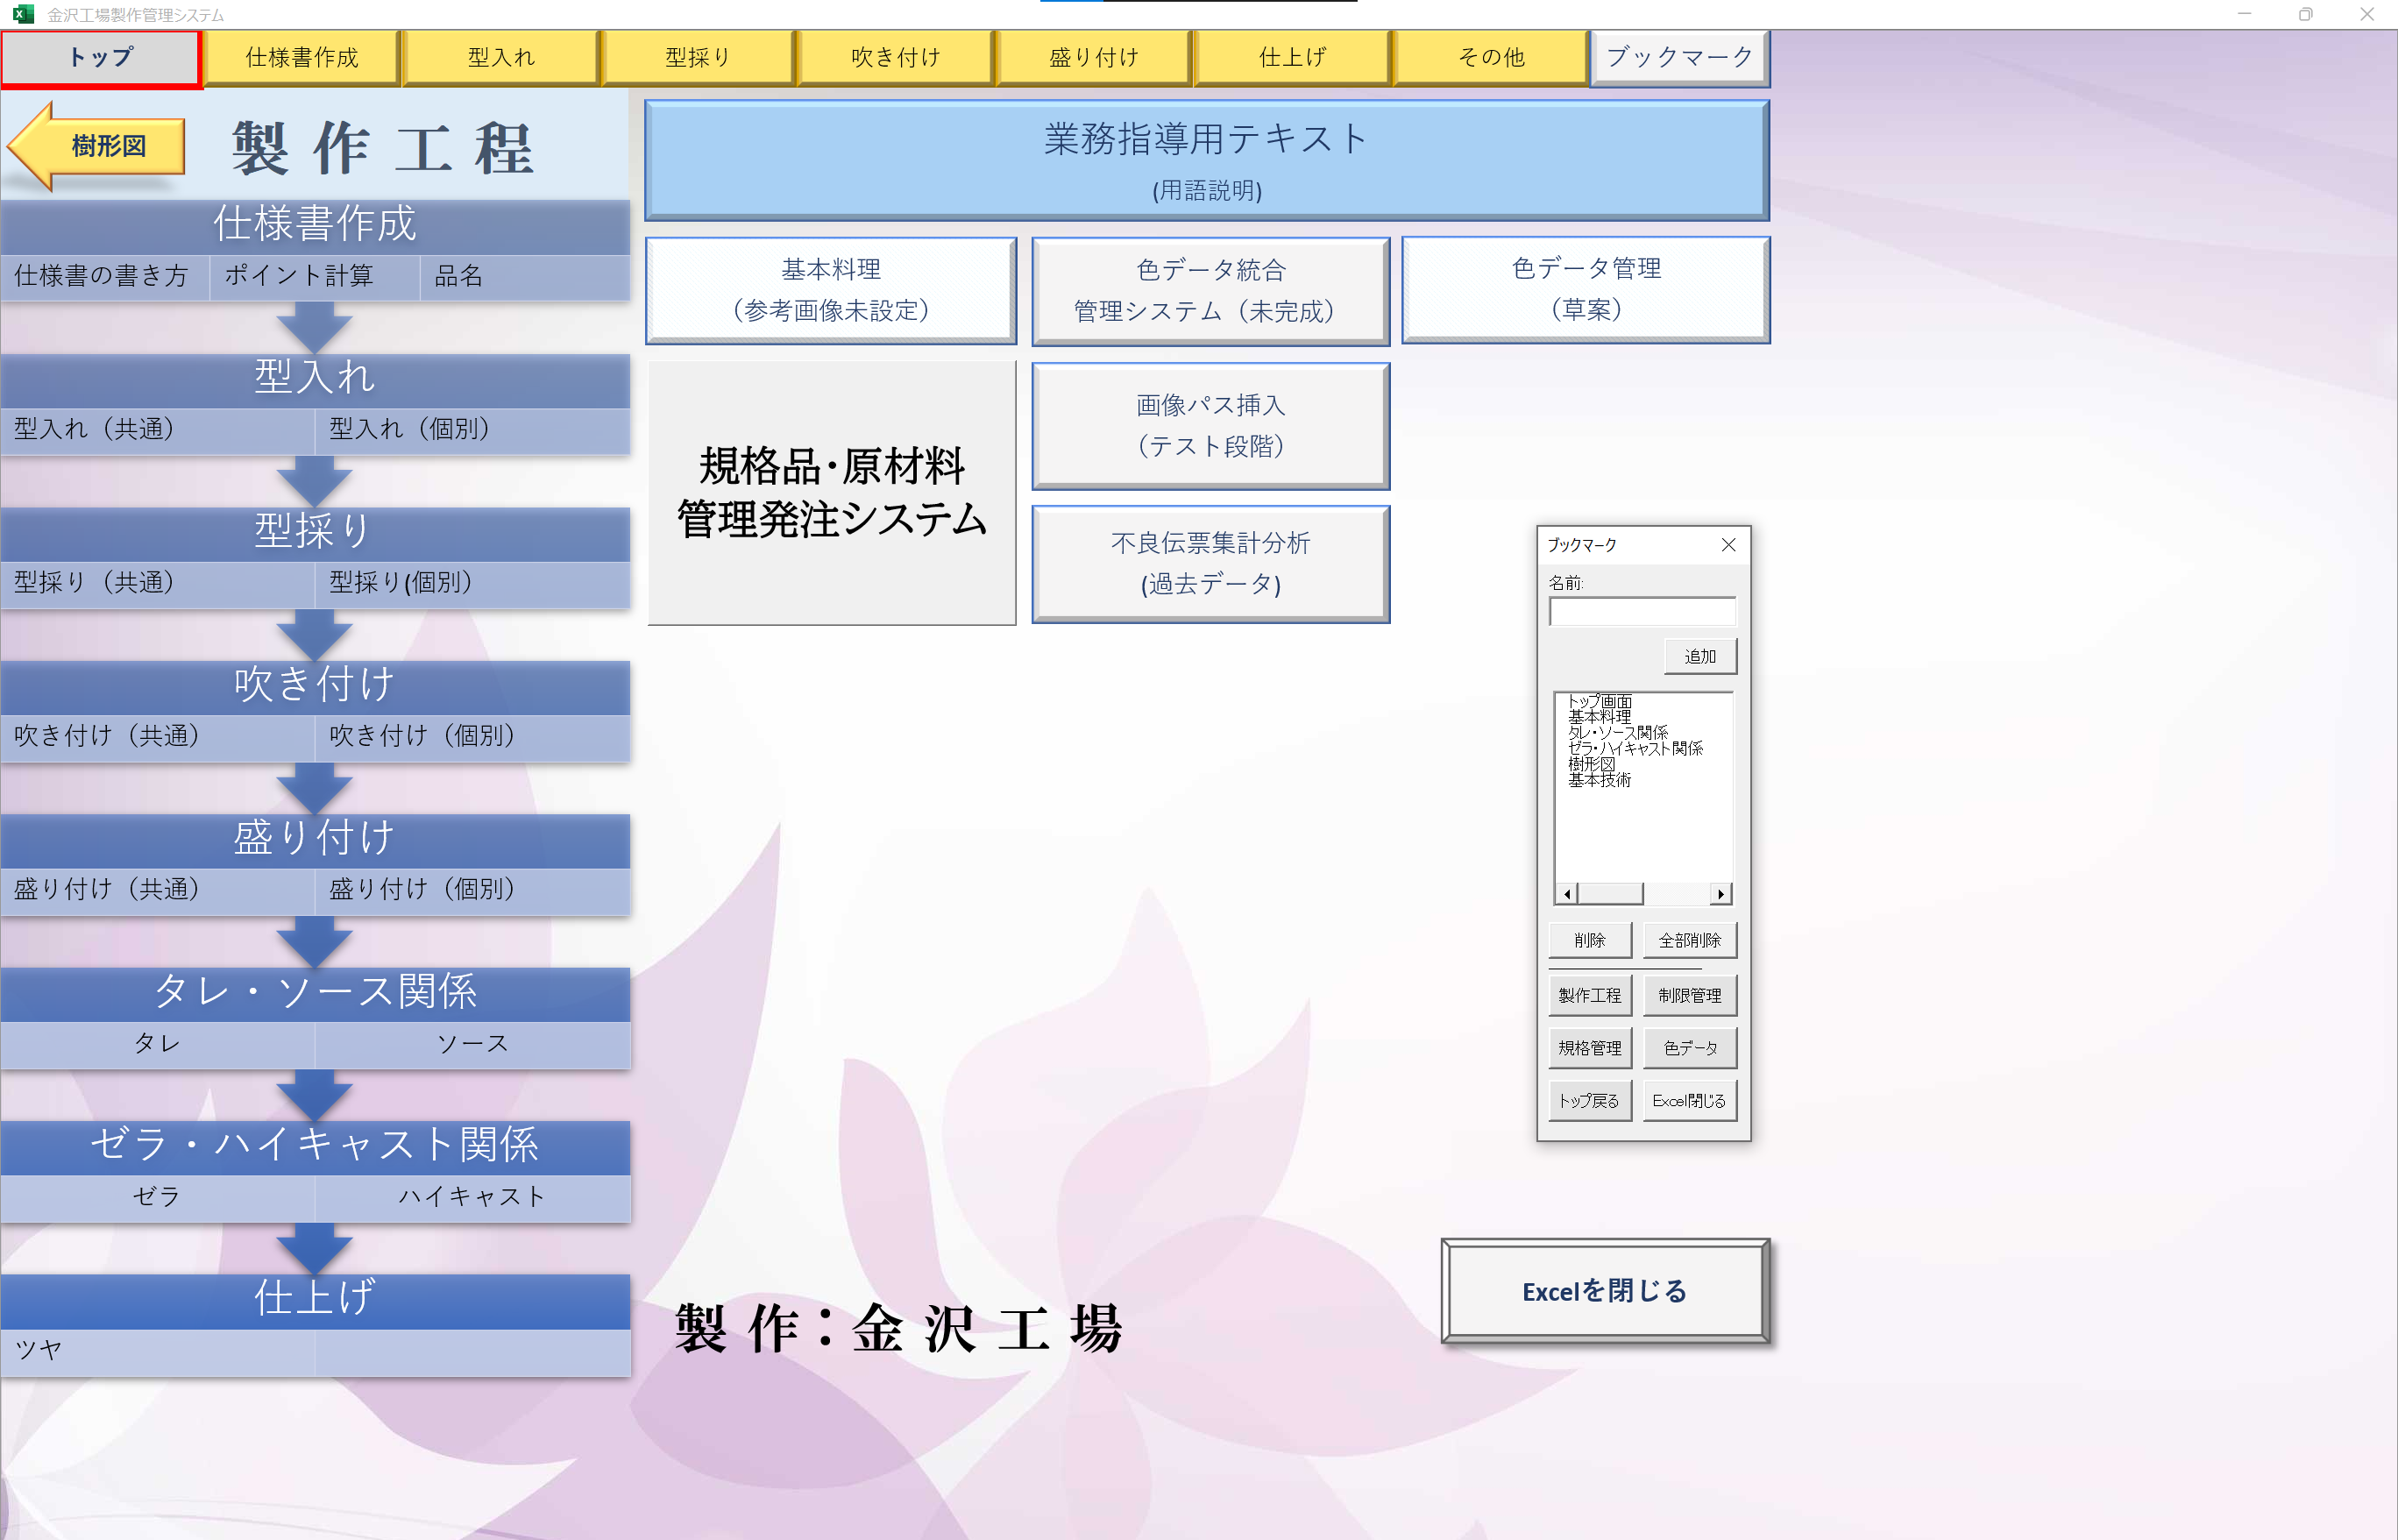 金沢工場製作管理システム
トップ
仕様書作成
型入れ
型採り
吹き付け
盛り付け
仕上げ
その他
ブックマーク
樹形図
製作工程
仕様書作成
仕様書の書き方
ポイント計算
品名
型入れ
型入れ（共通）
型入れ（個別）
型採り
型採り（共通）
型採り(個別）
吹き付け
吹き付け（共通）
吹き付け（個別）
盛り付け
盛り付け（共通）
盛り付け（個別）
タレ・ソース関係
タレ
ソース
ゼラ・ハイキャスト関係
ゼラ
ハイキャスト
仕上げ
ツヤ
業務指導用テキスト
(用語説明)
基本料理
（参考画像未設定）
色データ統合
管理システム（未完成）
色データ管理
（草案）
規格品･原材料
管理発注システム
画像パス挿入
（テスト段階）
不良伝票集計分析
(過去データ)
ブックマーク
名前:
追加
トップ画面
基本料理
タレ・ソース関係
ゼラ・ハイキャスト関係
樹形図
基本技術
削除
全部削除
製作工程
制限管理
規格管理
色データ
トップ戻る
Excel閉じる
製作：金沢工場
Excelを閉じる